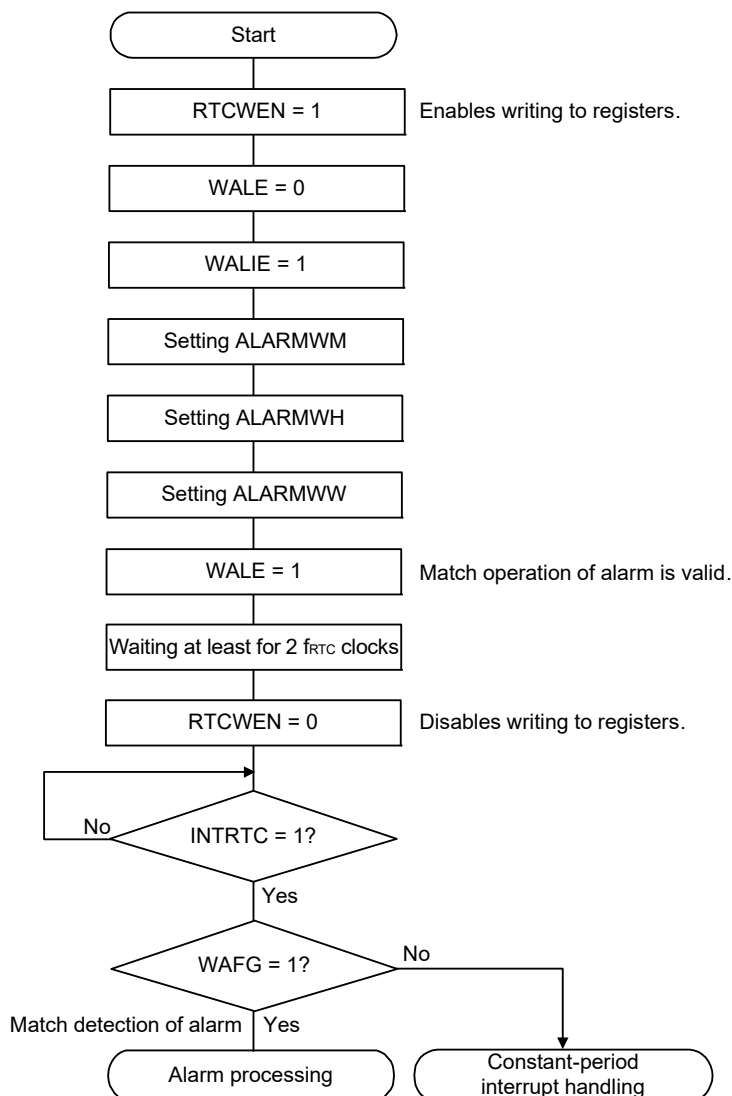 Start
RTCWEN = 1
Enables writing to registers.
WALE = 0
WALIE = 1
Setting ALARMWM
Setting ALARMWH
Setting ALARMWW
WALE = 1
Match operation of alarm is valid.
Waiting at least for 2 fRTC clocks
RTCWEN = 0
Disables writing to registers.
No
INTRTC = 1?
Yes
WAFG = 1?
No
Match detection of alarm
Yes
Alarm processing
Constant-period
interrupt handling